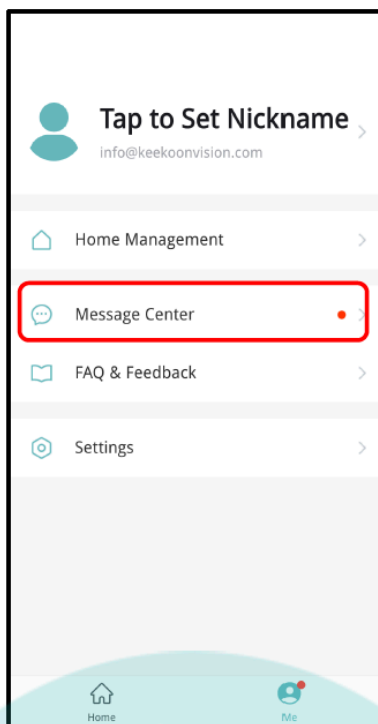 Tap to Set Nickname
info@keekoonvision.com
Home Management
Message Center
FAQ & Feedback
Settings
Home
Me